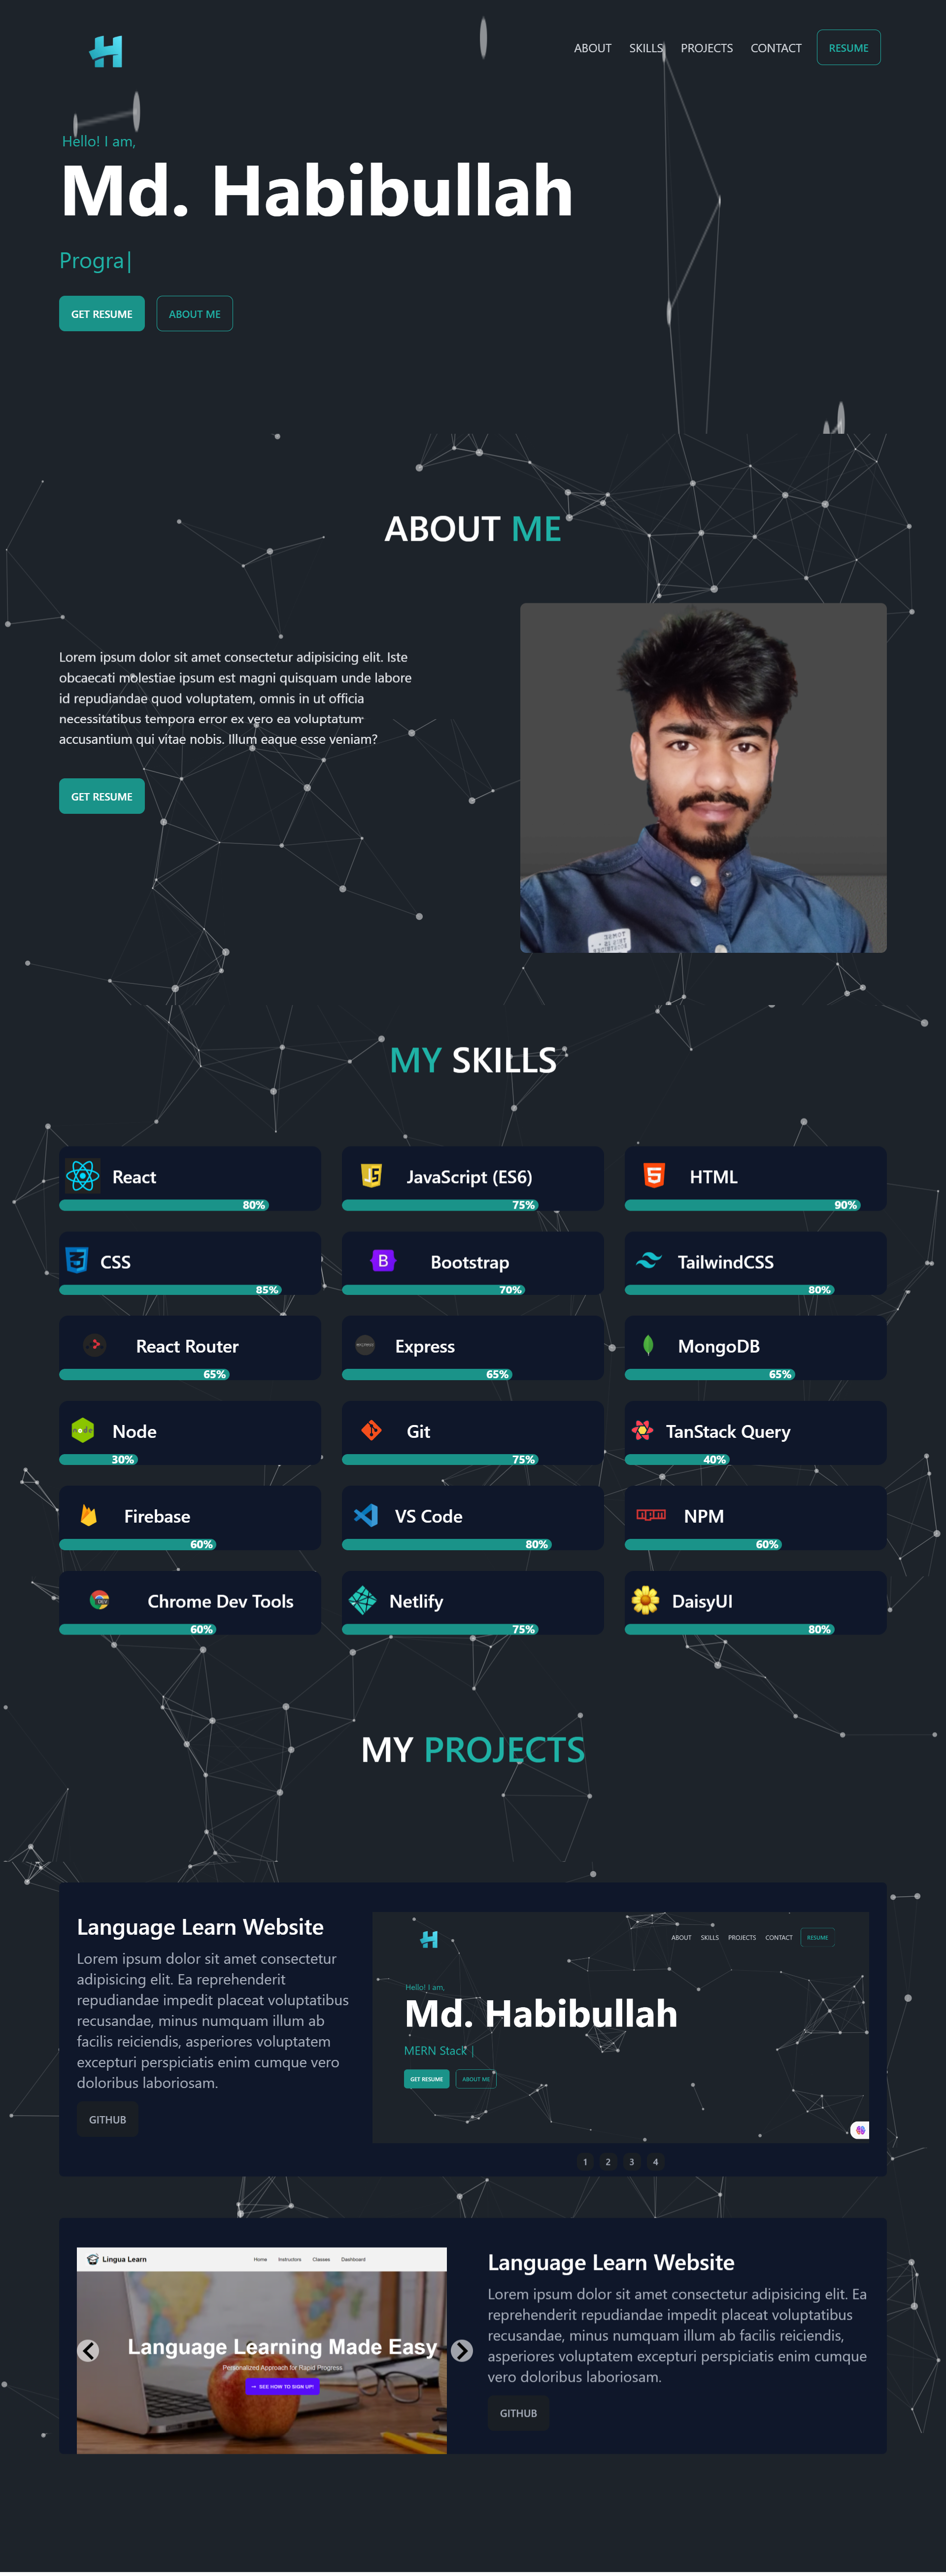 ABOUT SKILLS PROJECTS CONTACT RESUME
Hello! I am,
Md. Habibullah
Progra|
GET RESUME ABOUT ME
ABOUT ME
Lorem ipsum dolor sit amet consectetur adipisicing elit. Iste
obcaecati molestiae ipsum est magni quisquam unde labore
id repudiandae quod voluptatem, omnis in ut officia
necessitatibus tempora error ex vero ea voluptatum
accusantium qui vitae nobis. Illum eaque esse veniam?
GET RESUME
MY SKILLS
React
80%
JavaScript (ES6)
75%
HTML
90%
CSS
85%
Bootstrap
70%
TailwindCSS
80%
React Router
65%
Express
65%
MongoDB
65%
Node
30%
Git
75%
TanStack Query
40%
Firebase
60%
VS Code
80%
NPM
60%
Chrome Dev Tools
60%
Netlify
75%
DaisyUI
80%
MY PROJECTS
Language Learn Website
Lorem ipsum dolor sit amet consectetur
adipisicing elit. Ea reprehenderit
repudiandae impedit placeat voluptatibus
recusandae, minus numquam illum ab
facilis reiciendis, asperiores voluptatem
excepturi perspiciatis enim cumque vero
doloribus laboriosam.
GITHUB
ABOUT SKILLS PROJECTS CONTACT RESUME
Hello! I am,
Md. Habibullah
MERN Stack |
GET RESUME ABOUT ME
1 2 3 4
Lingua Learn Home Instructors Classes Dashboard
Language Learning Made Easy
Personalized Approach for Rapid Progress
→ SEE HOW TO SIGN UP!
Language Learn Website
Lorem ipsum dolor sit amet consectetur adipisicing elit. Ea
reprehenderit repudiandae impedit placeat voluptatibus
recusandae, minus numquam illum ab facilis reiciendis,
asperiores voluptatem excepturi perspiciatis enim cumque
vero doloribus laboriosam.
GITHUB